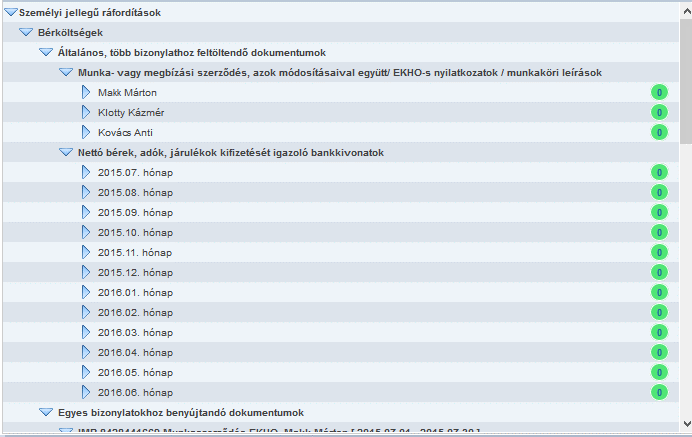 Személyi jellegű ráfordítások
Bérköltségek
Általános, több bizonylathoz feltöltendő dokumentumok
Munka- vagy megbízási szerződés, azok módosításaival együtt/ EKHO-s nyilatkozatok / munkaköri leírások
Makk Márton 0
Klotty Kázmér 0
Kovács Anti 0
Nettó bérek, adók, járulékok kifizetését igazoló bankkivonatok
2015.07. hónap 0
2015.08. hónap 0
2015.09. hónap 0
2015.10. hónap 0
2015.11. hónap 0
2015.12. hónap 0
2016.01. hónap 0
2016.02. hónap 0
2016.03. hónap 0
2016.04. hónap 0
2016.05. hónap 0
2016.06. hónap 0
Egyes bizonylatokhoz benyújtandó dokumentumok